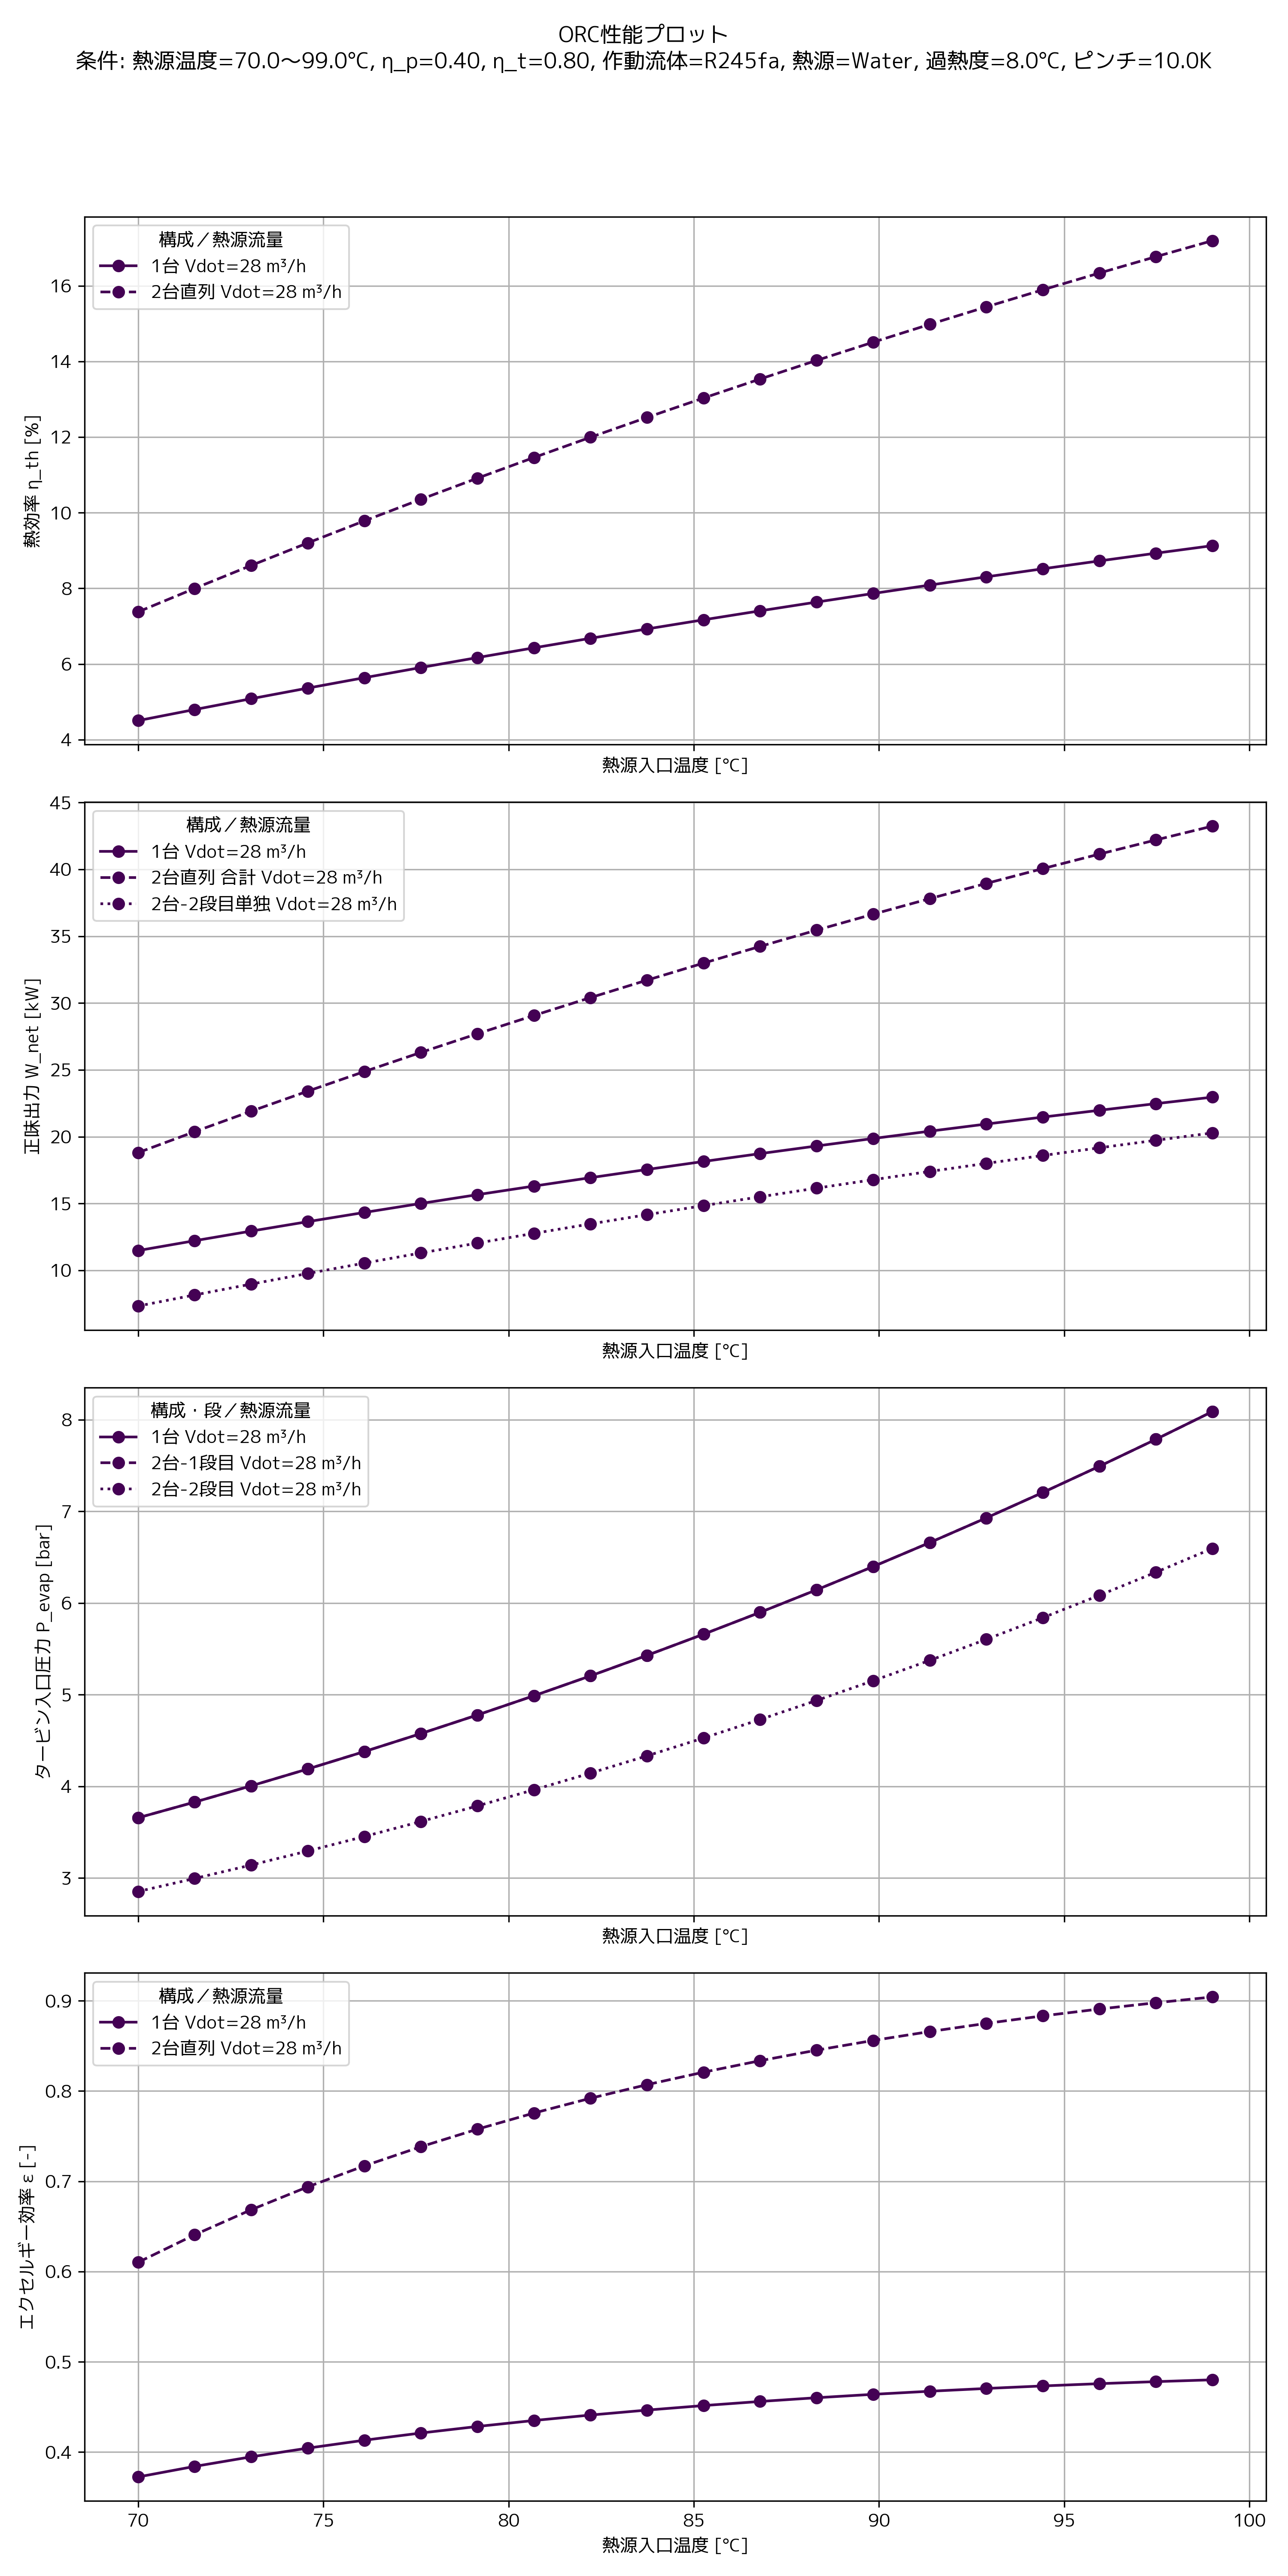 ORC性能プロット
条件: 熱源温度=70.0～99.0℃, η_p=0.40, η_t=0.80, 作動流体=R245fa, 熱源=Water, 過熱度=8.0℃, ピンチ=10.0K
構成／熱源流量
1台 Vdot=28 m³/h
2台直列 Vdot=28 m³/h
熱効率 η_th [%]
16
14
12
10
8
6
4
熱源入口温度 [℃]
構成／熱源流量
1台 Vdot=28 m³/h
2台直列 合計 Vdot=28 m³/h
2台-2段目単独 Vdot=28 m³/h
正味出力 W_net [kW]
45
40
35
30
25
20
15
10
熱源入口温度 [℃]
構成・段／熱源流量
1台 Vdot=28 m³/h
2台-1段目 Vdot=28 m³/h
2台-2段目 Vdot=28 m³/h
タービン入口圧力 P_evap [bar]
8
7
6
5
4
3
熱源入口温度 [℃]
構成／熱源流量
1台 Vdot=28 m³/h
2台直列 Vdot=28 m³/h
エクセルギー効率 ε [-]
0.9
0.8
0.7
0.6
0.5
0.4
70 75 80 85 90 95 100
熱源入口温度 [℃]